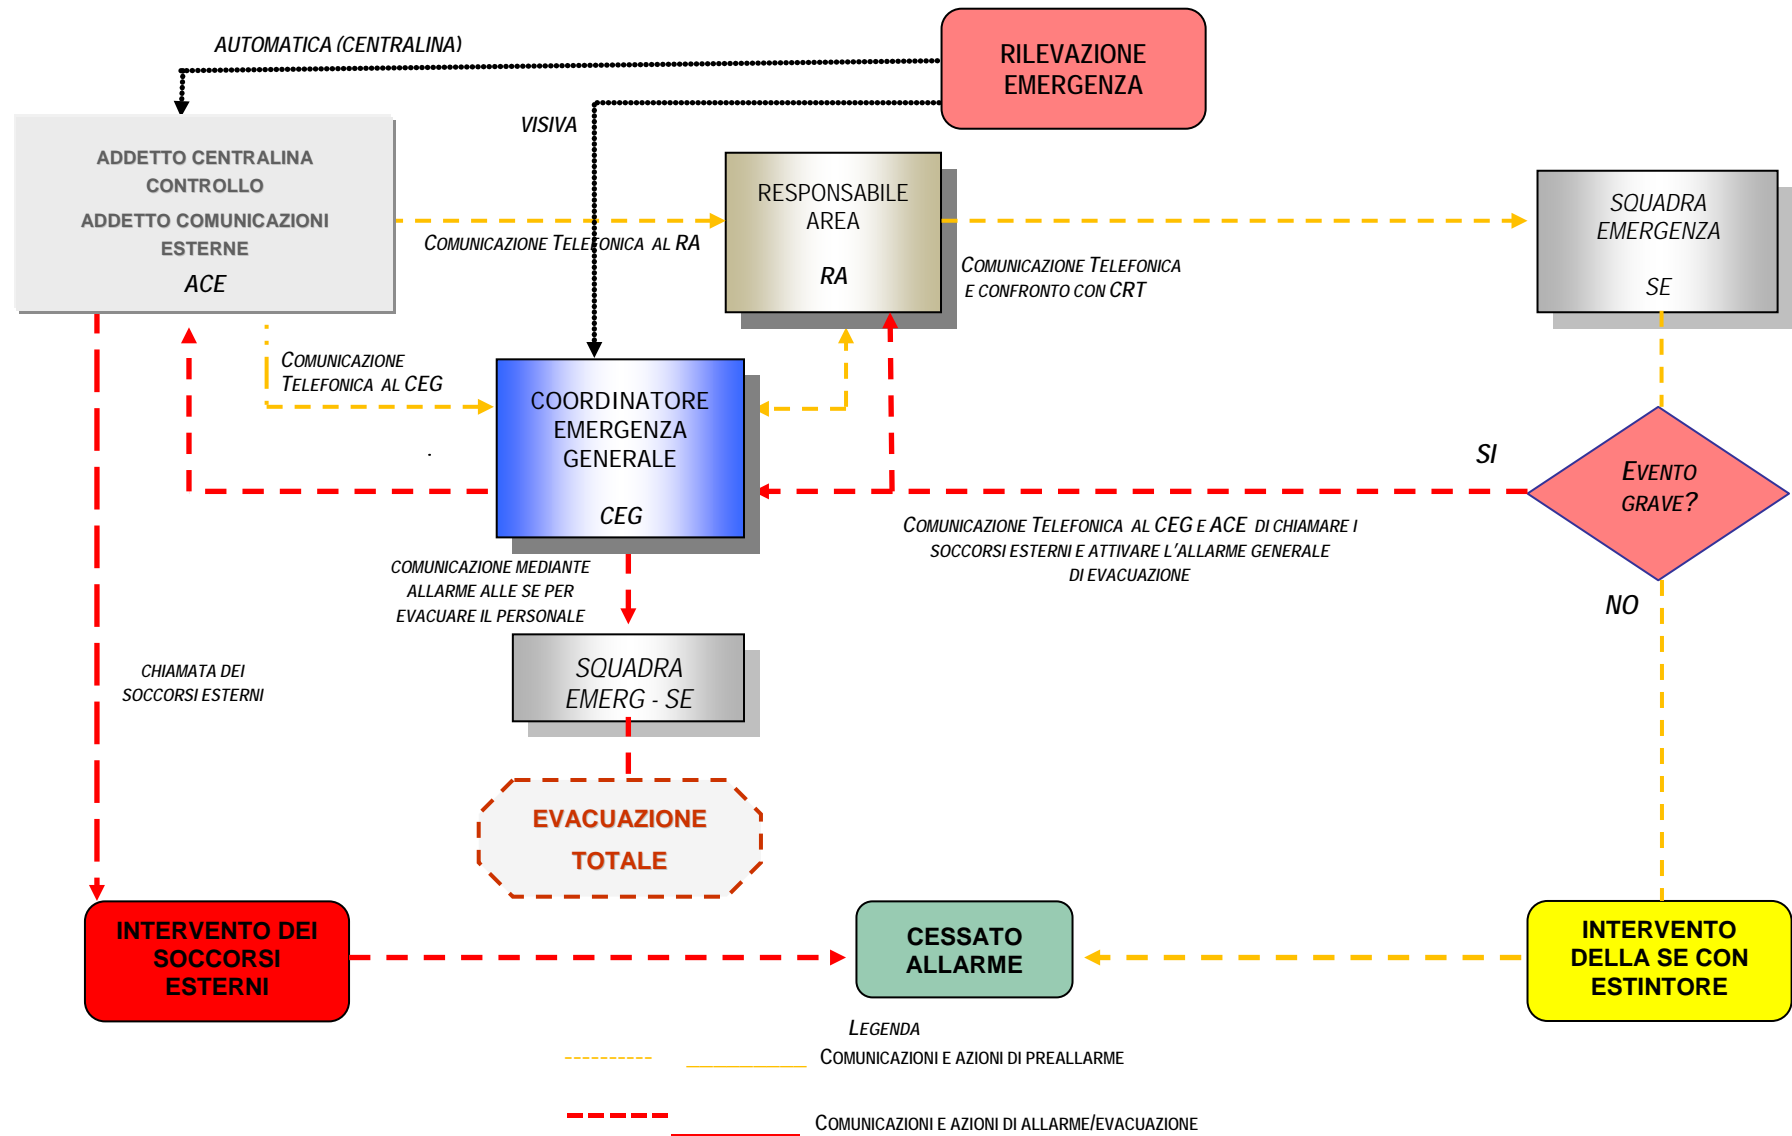 AUTOMATICA (CENTRALINA)
RILEVAZIONE
EMERGENZA
VISIVA
ADDETTO CENTRALINA
CONTROLLO
ADDETTO COMUNICAZIONI
ESTERNE
ACE
COMUNICAZIONE TELEFONICA AL RA
RESPONSABILE
AREA
RA
COMUNICAZIONE TELEFONICA
E CONFRONTO CON CRT
SQUADRA
EMERGENZA
SE
COMUNICAZIONE
TELEFONICA AL CEG
COORDINATORE
EMERGENZA
GENERALE
CEG
SI
EVENTO
GRAVE?
NO
COMUNICAZIONE TELEFONICA AL CEG E ACE DI CHIAMARE I
SOCCORSI ESTERNI E ATTIVARE L'ALLARME GENERALE
DI EVACUAZIONE
COMUNICAZIONE MEDIANTE
ALLARME ALLE SE PER
EVACUARE IL PERSONALE
SQUADRA
EMERG - SE
CHIAMATA DEI
SOCCORSI ESTERNI
EVACUAZIONE
TOTALE
INTERVENTO DEI
SOCCORSI
ESTERNI
CESSATO
ALLARME
INTERVENTO
DELLA SE CON
ESTINTORE
LEGENDA
COMUNICAZIONI E AZIONI DI PREALLARME
COMUNICAZIONI E AZIONI DI ALLARME/EVACUAZIONE